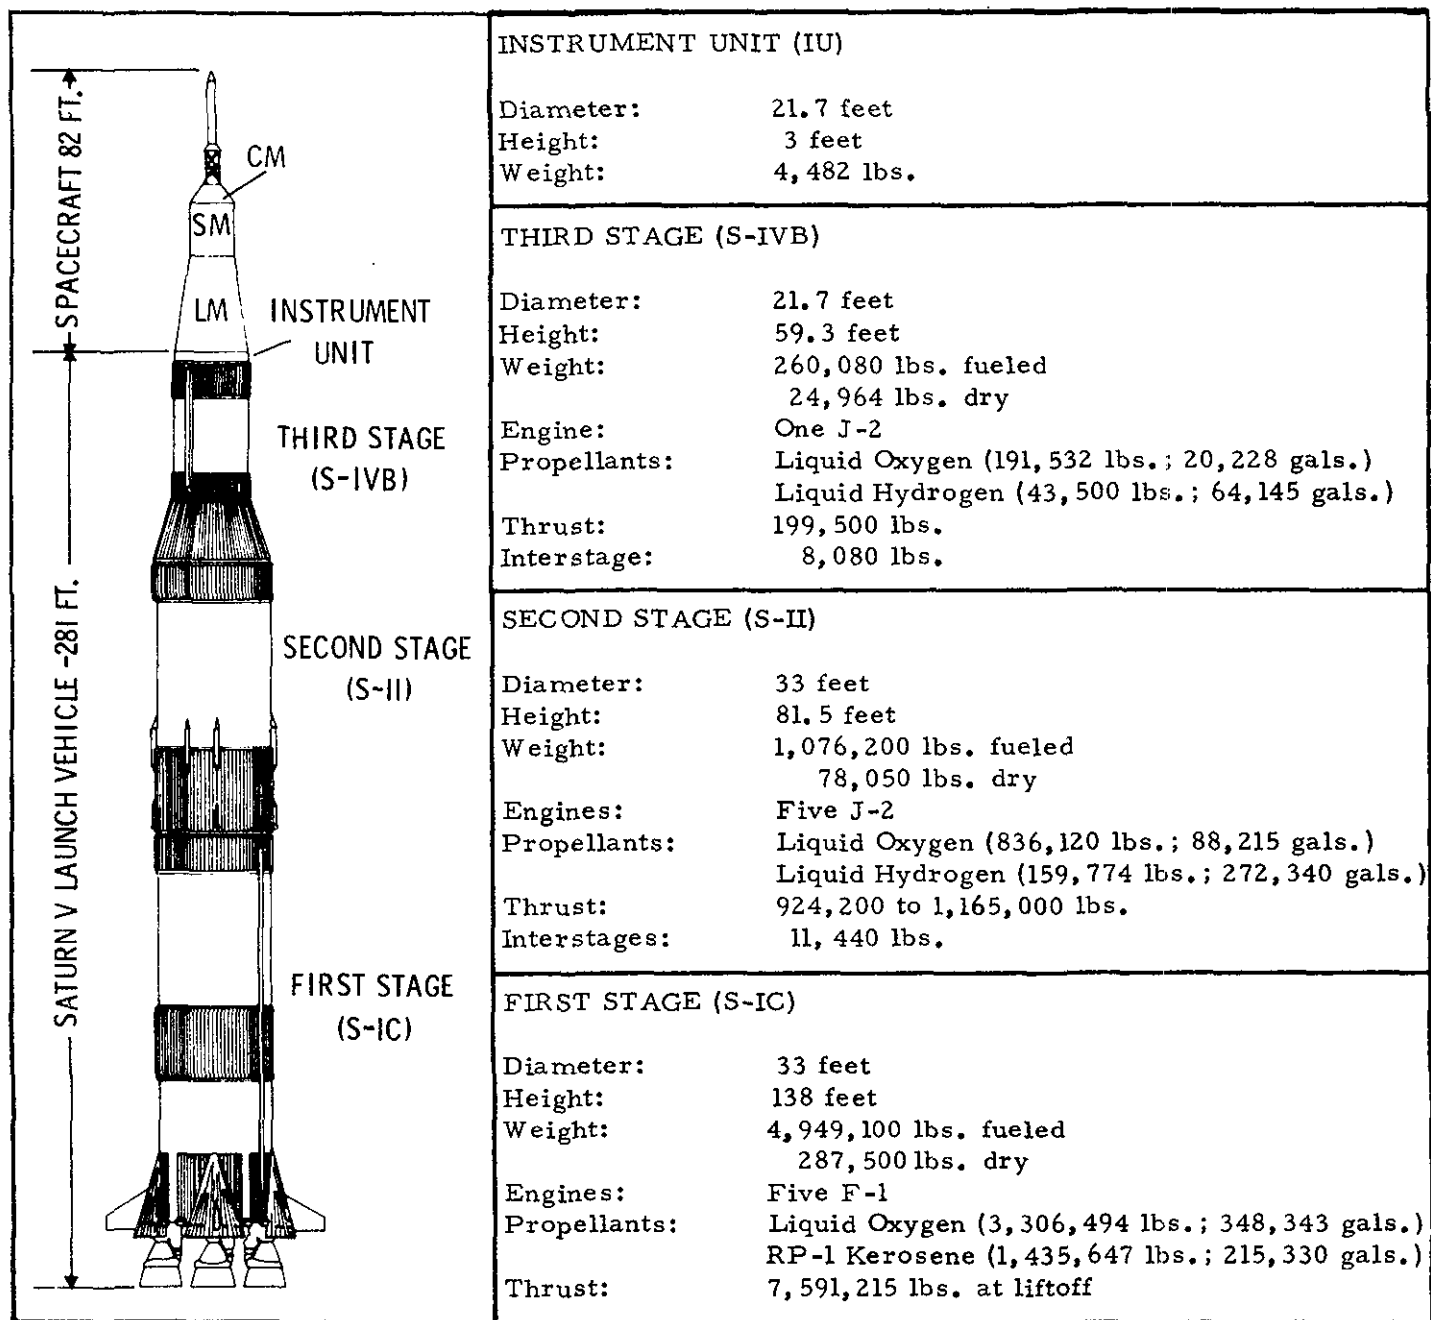 SPACECRAFT 82 FT.
SATURN V LAUNCH VEHICLE -281 FT.
CM
SM
LM
INSTRUMENT
UNIT
THIRD STAGE
(S-IVB)
SECOND STAGE
(S-II)
FIRST STAGE
(S-IC)
INSTRUMENT UNIT (IU)
Diameter: 21.7 feet
Height: 3 feet
Weight: 4,482 lbs.
THIRD STAGE (S-IVB)
Diameter: 21.7 feet
Height: 59.3 feet
Weight: 260,080 lbs. fueled
24,964 lbs. dry
Engine: One J-2
Propellants: Liquid Oxygen (191,532 lbs.; 20,228 gals.)
Liquid Hydrogen (43,500 lbs.; 64,145 gals.)
Thrust: 199,500 lbs.
Interstage: 8,080 lbs.
SECOND STAGE (S-II)
Diameter: 33 feet
Height: 81.5 feet
Weight: 1,076,200 lbs. fueled
78,050 lbs. dry
Engines: Five J-2
Propellants: Liquid Oxygen (836,120 lbs.; 88,215 gals.)
Liquid Hydrogen (159,774 lbs.; 272,340 gals.)
Thrust: 924,200 to 1,165,000 lbs.
Interstages: 11,440 lbs.
FIRST STAGE (S-IC)
Diameter: 33 feet
Height: 138 feet
Weight: 4,949,100 lbs. fueled
287,500 lbs. dry
Engines: Five F-1
Propellants: Liquid Oxygen (3,306,494 lbs.; 348,343 gals.)
RP-1 Kerosene (1,435,647 lbs.; 215,330 gals.)
Thrust: 7,591,215 lbs. at liftoff